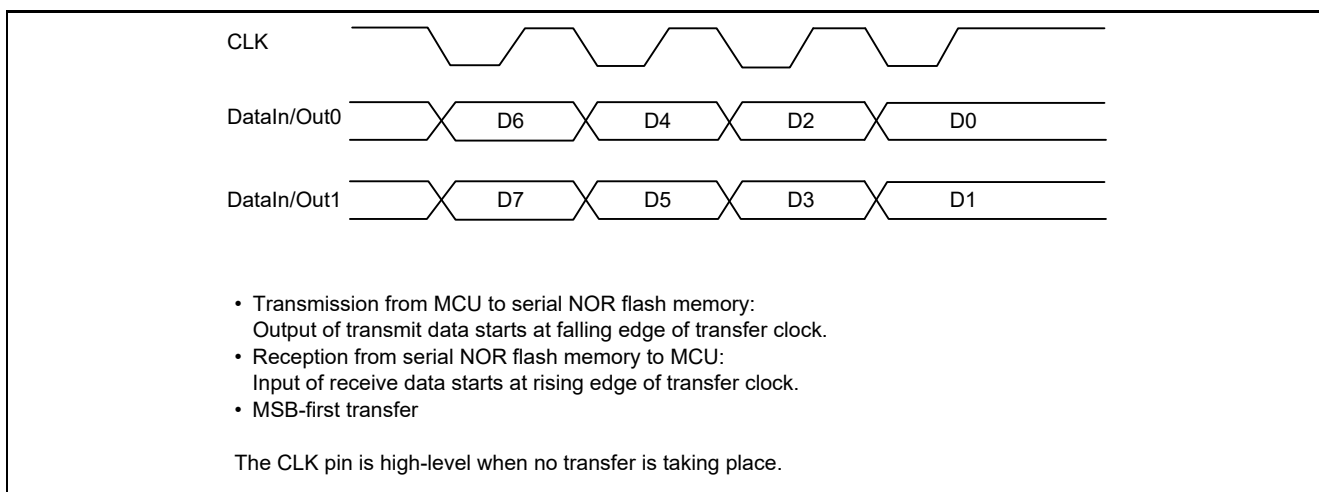 CLK
DataIn/Out0 D6 D4 D2 D0
DataIn/Out1 D7 D5 D3 D1
• Transmission from MCU to serial NOR flash memory:
Output of transmit data starts at falling edge of transfer clock.
• Reception from serial NOR flash memory to MCU:
Input of receive data starts at rising edge of transfer clock.
• MSB-first transfer
The CLK pin is high-level when no transfer is taking place.